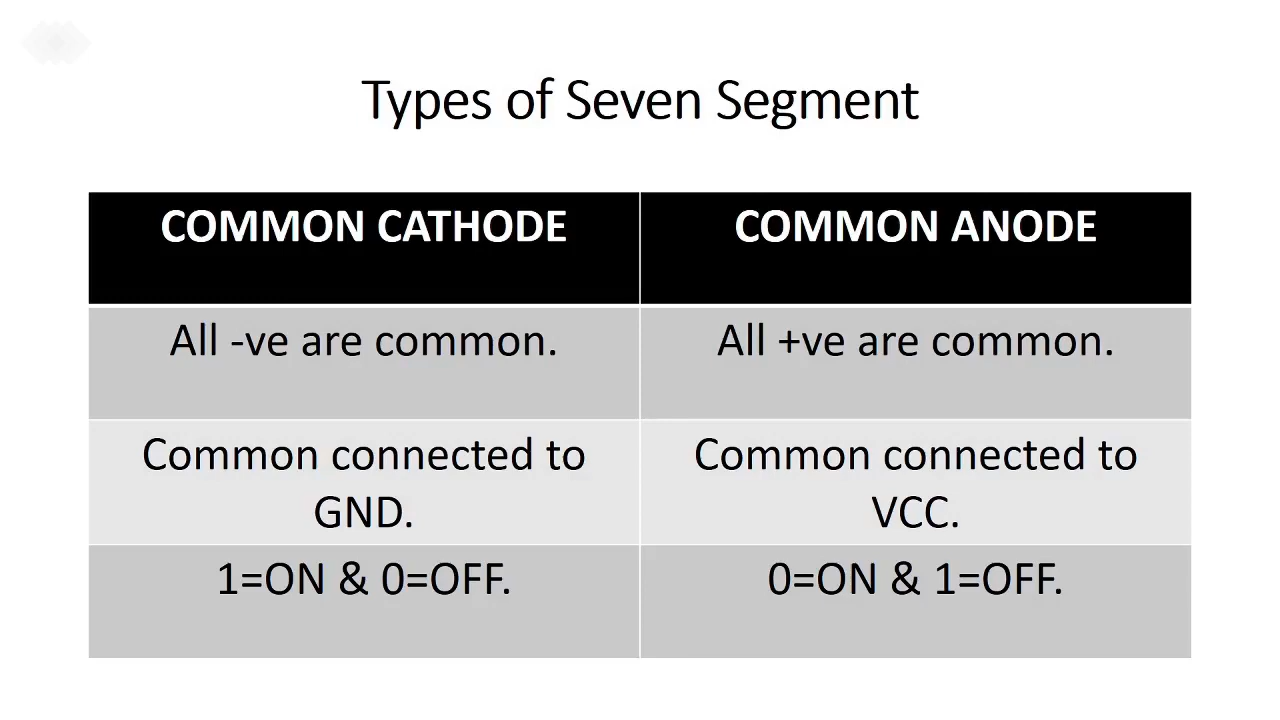 Types of Seven Segment
COMMON CATHODE
COMMON ANODE
All -ve are common.
All +ve are common.
Common connected to
GND.
Common connected to
VCC.
1=ON & 0=OFF.
0=ON & 1=OFF.